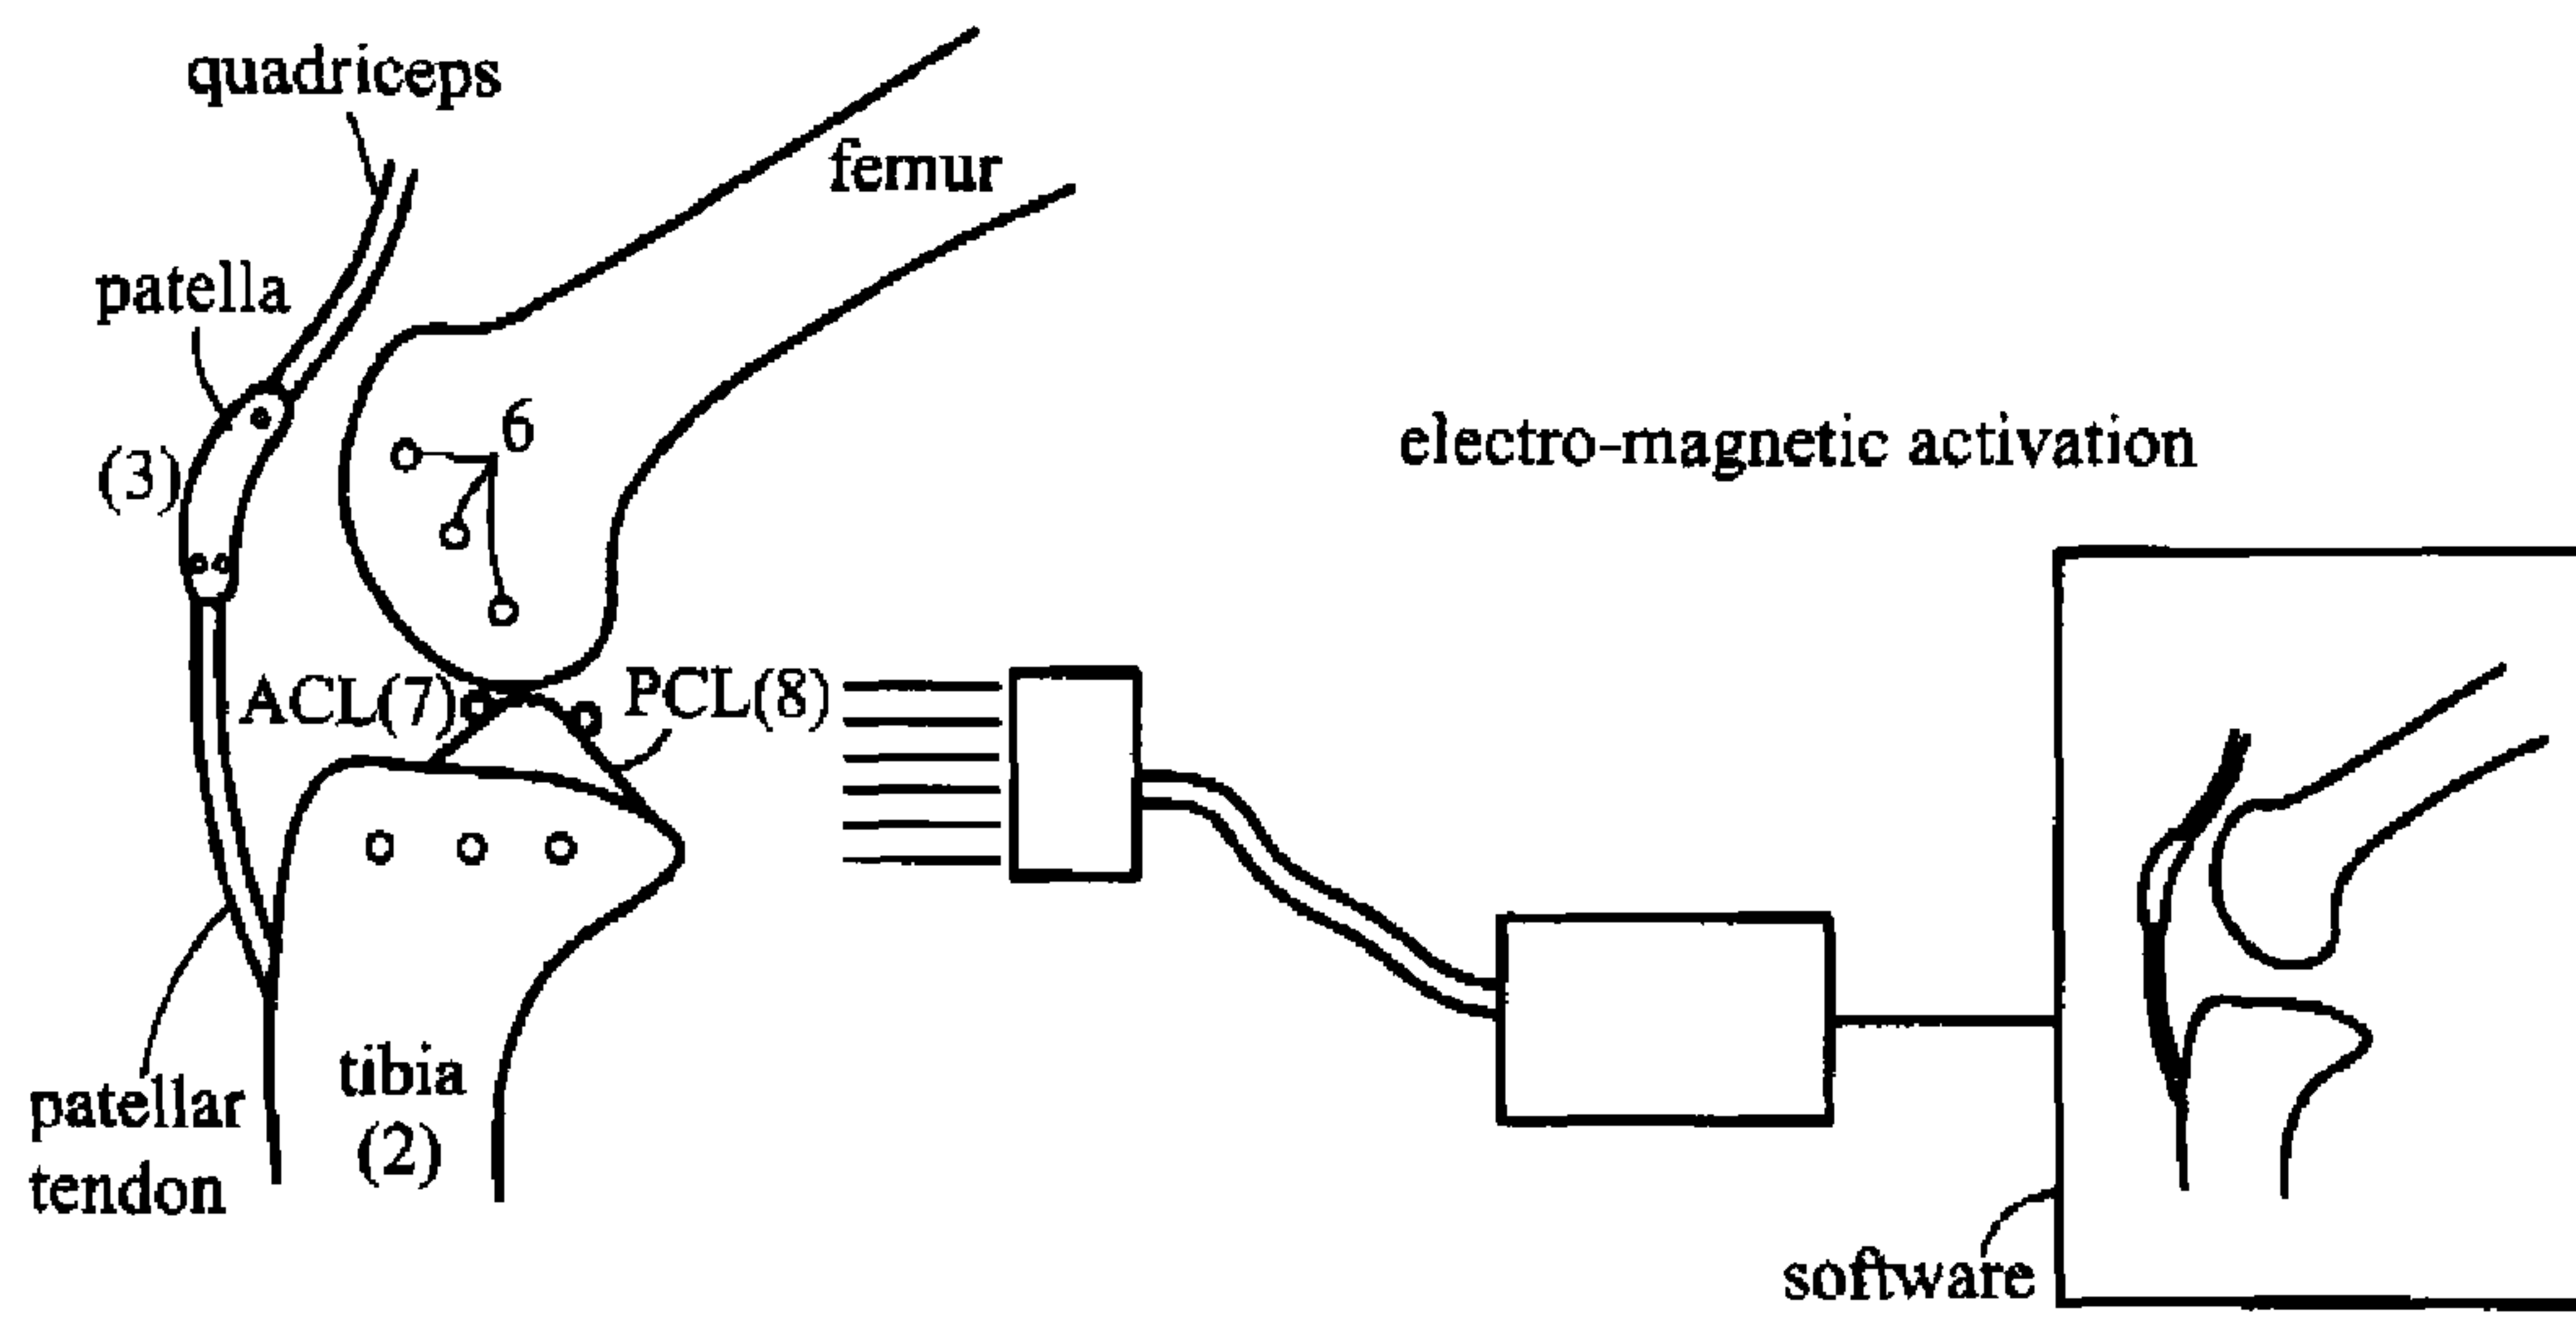 quadriceps
femur
patella
(3)
6
electro-magnetic activation
ACL(7)
PCL(8)
patellar
tendon
tibia
(2)
software